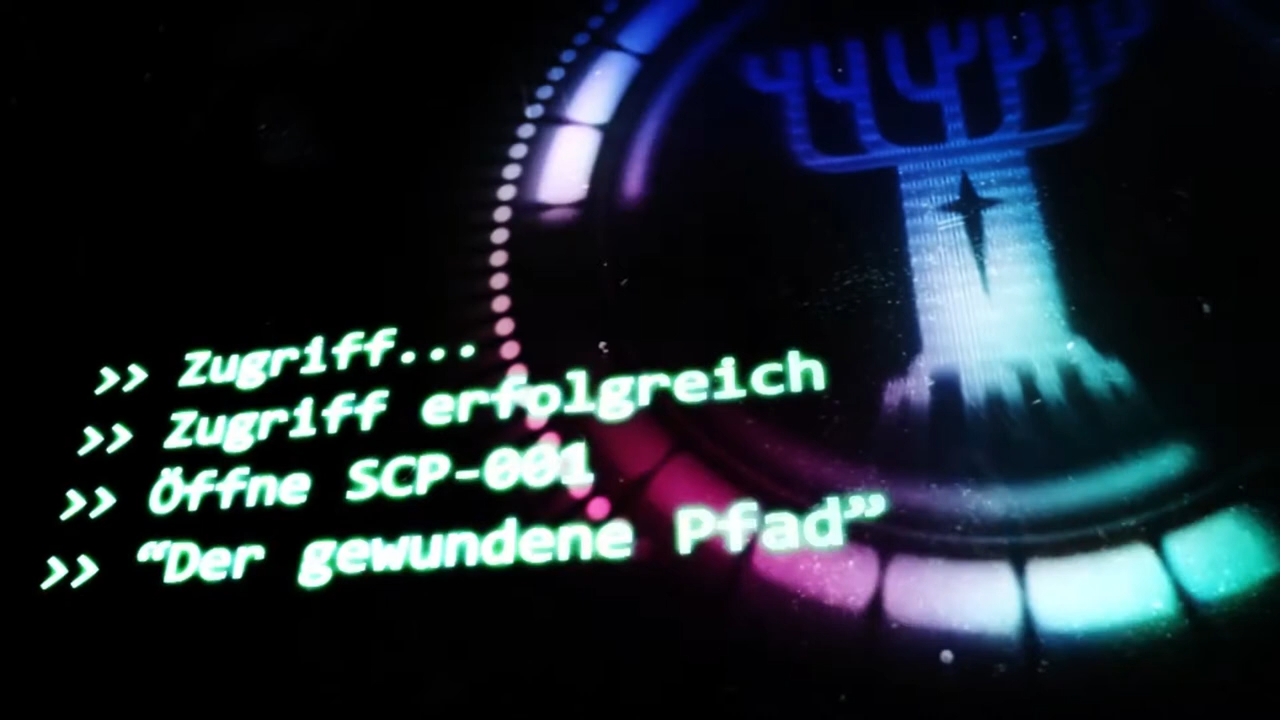 >> Zugriff...
>> Zugriff erfolgreich
>> Öffne SCP-001
>> “Der gewundene Pfad”